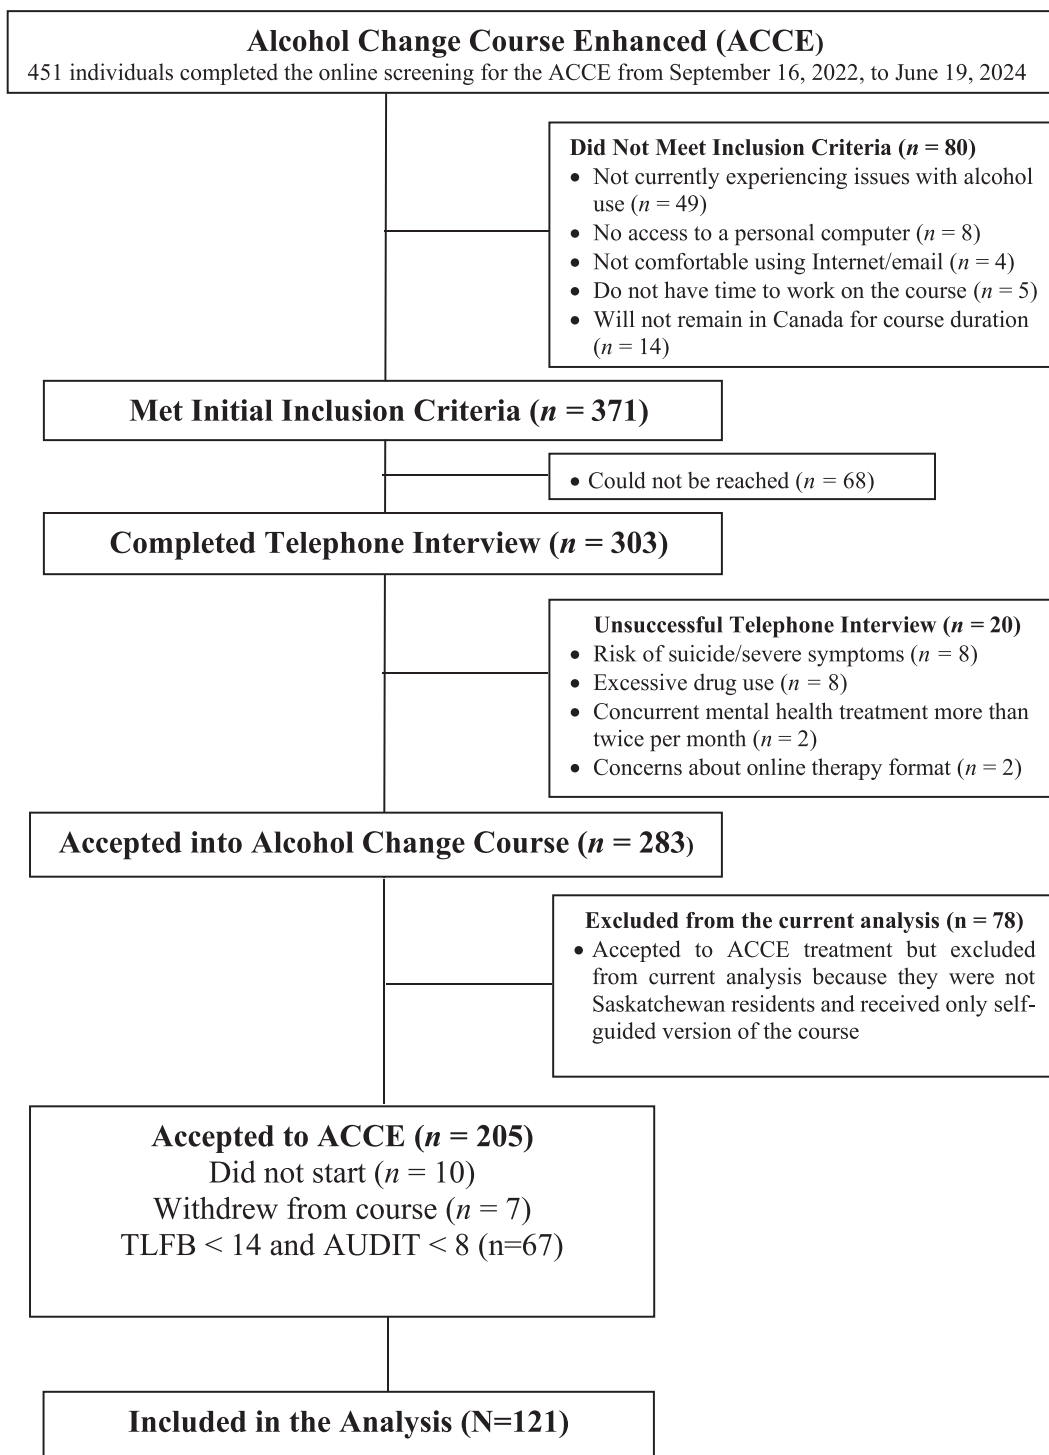 Alcohol Change Course Enhanced (ACCE)
451 individuals completed the online screening for the ACCE from September 16, 2022, to June 19, 2024
Did Not Meet Inclusion Criteria (n = 80)
• Not currently experiencing issues with alcohol
use (n = 49)
• No access to a personal computer (n = 8)
• Not comfortable using Internet/email (n = 4)
• Do not have time to work on the course (n = 5)
• Will not remain in Canada for course duration
(n = 14)
Met Initial Inclusion Criteria (n = 371)
• Could not be reached (n = 68)
Completed Telephone Interview (n = 303)
Unsuccessful Telephone Interview (n = 20)
• Risk of suicide/severe symptoms (n = 8)
• Excessive drug use (n = 8)
• Concurrent mental health treatment more than
twice per month (n = 2)
• Concerns about online therapy format (n = 2)
Accepted into Alcohol Change Course (n = 283)
Excluded from the current analysis (n = 78)
• Accepted to ACCE treatment but excluded
from current analysis because they were not
Saskatchewan residents and received only self-
guided version of the course
Accepted to ACCE (n = 205)
Did not start (n = 10)
Withdrew from course (n = 7)
TLFB < 14 and AUDIT < 8 (n=67)
Included in the Analysis (N=121)